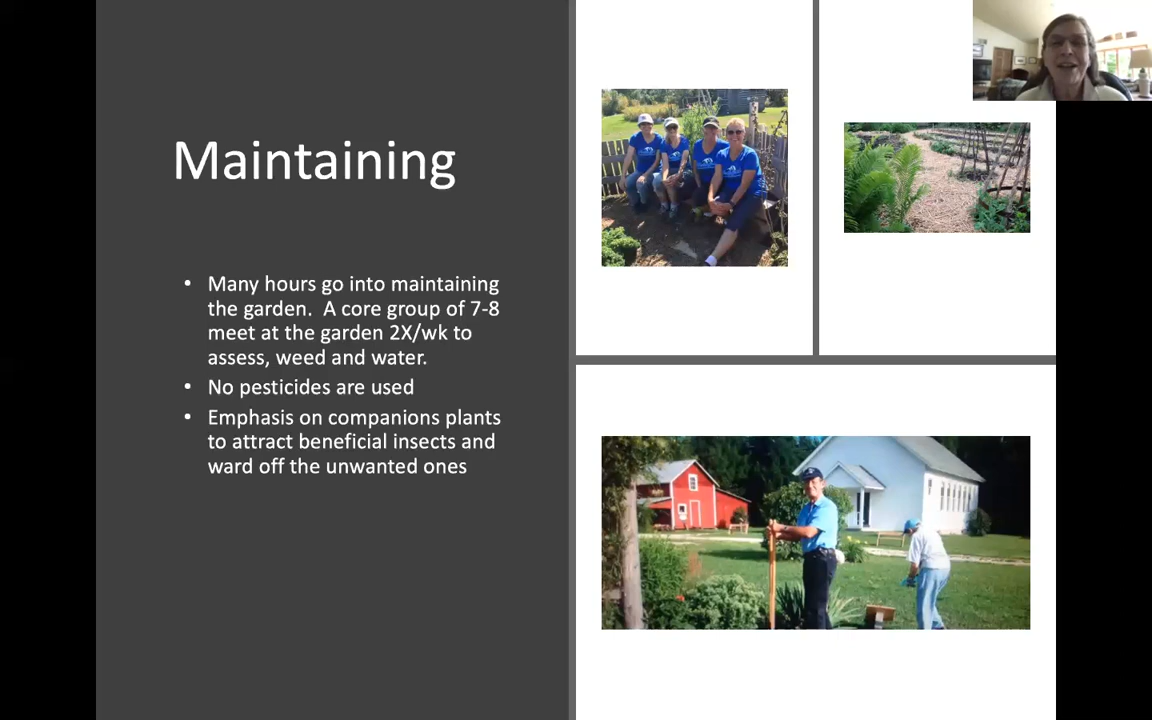 Maintaining
• Many hours go into maintaining
the garden.  A core group of 7-8
meet at the garden 2X/wk to
assess, weed and water.
• No pesticides are used
• Emphasis on companions plants
to attract beneficial insects and
ward off the unwanted ones